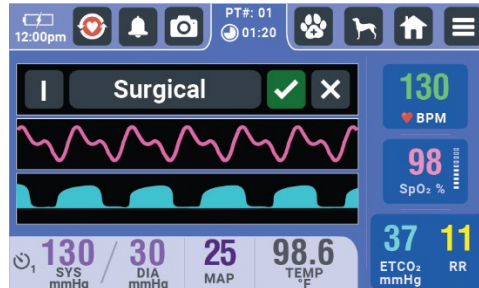 12:00pm
PT#: 01
01:20
I Surgical
130
BPM
98
SpO₂ %
37 11
ETCO₂ RR
mmHg
1 130 / 30 25 98.6
SYS DIA MAP TEMP
mmHg mmHg °F